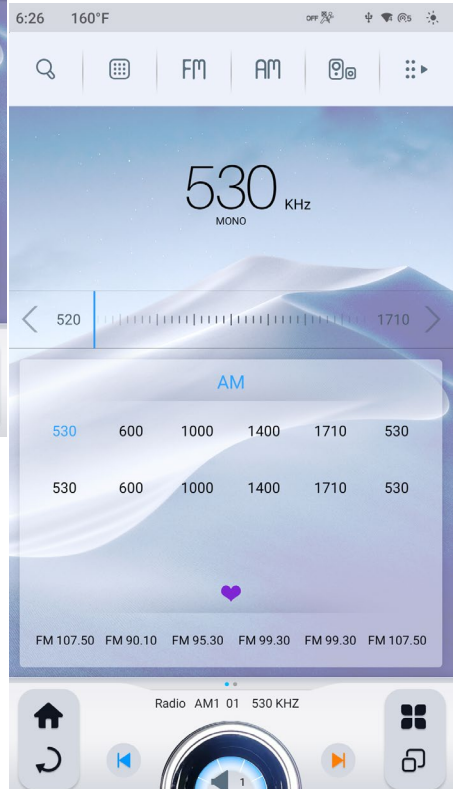 6:26 160°F OFF 5
FM AM
530 KHz
MONO
520 1710
AM
530 600 1000 1400 1710 530
530 600 1000 1400 1710 530
FM 107.50 FM 90.10 FM 95.30 FM 99.30 FM 99.30 FM 107.50
Radio AM1 01 530 KHZ
1